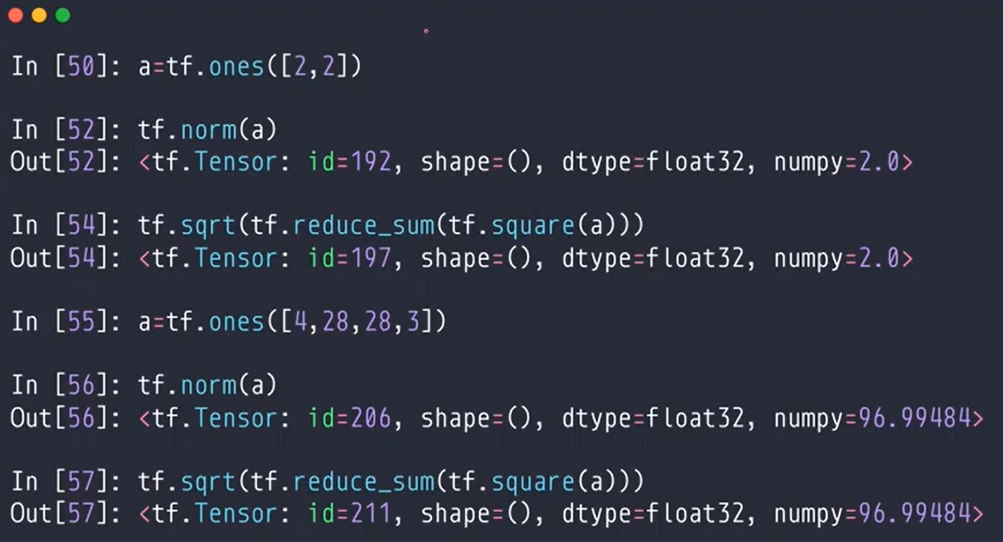 In [50]: a=tf.ones([2,2])
In [52]: tf.norm(a)
Out[52]: <tf.Tensor: id=192, shape=(), dtype=float32, numpy=2.0>
In [54]: tf.sqrt(tf.reduce_sum(tf.square(a)))
Out[54]: <tf.Tensor: id=197, shape=(), dtype=float32, numpy=2.0>
In [55]: a=tf.ones([4,28,28,3])
In [56]: tf.norm(a)
Out[56]: <tf.Tensor: id=206, shape=(), dtype=float32, numpy=96.99484>
In [57]: tf.sqrt(tf.reduce_sum(tf.square(a)))
Out[57]: <tf.Tensor: id=211, shape=(), dtype=float32, numpy=96.99484>